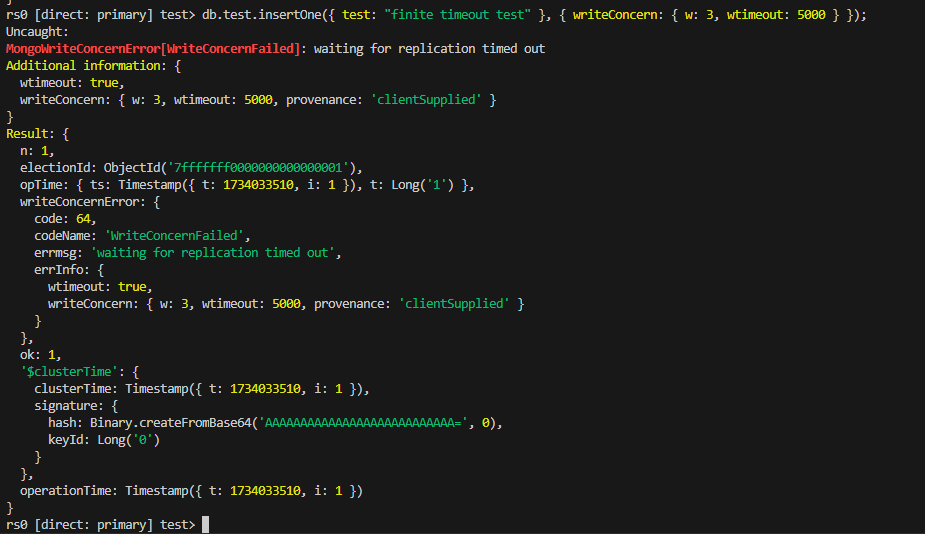 }
rs0 [direct: primary] test> db.test.insertOne({ test: "finite timeout test" }, { writeConcern: { w: 3, wtimeout: 5000 } });
Uncaught:
MongoWriteConcernError[WriteConcernFailed]: waiting for replication timed out
Additional information: {
  wtimeout: true,
  writeConcern: { w: 3, wtimeout: 5000, provenance: 'clientSupplied' }
}
Result: {
  n: 1,
  electionId: ObjectId('7fffffff0000000000000001'),
  opTime: { ts: Timestamp({ t: 1734033510, i: 1 }), t: Long('1') },
  writeConcernError: {
    code: 64,
    codeName: 'WriteConcernFailed',
    errmsg: 'waiting for replication timed out',
    errInfo: {
      wtimeout: true,
      writeConcern: { w: 3, wtimeout: 5000, provenance: 'clientSupplied' }
    }
  },
  ok: 1,
  '$clusterTime': {
    clusterTime: Timestamp({ t: 1734033510, i: 1 }),
    signature: {
      hash: Binary.createFromBase64('AAAAAAAAAAAAAAAAAAAAAAAAAAA=', 0),
      keyId: Long('0')
    }
  },
  operationTime: Timestamp({ t: 1734033510, i: 1 })
}
rs0 [direct: primary] test>